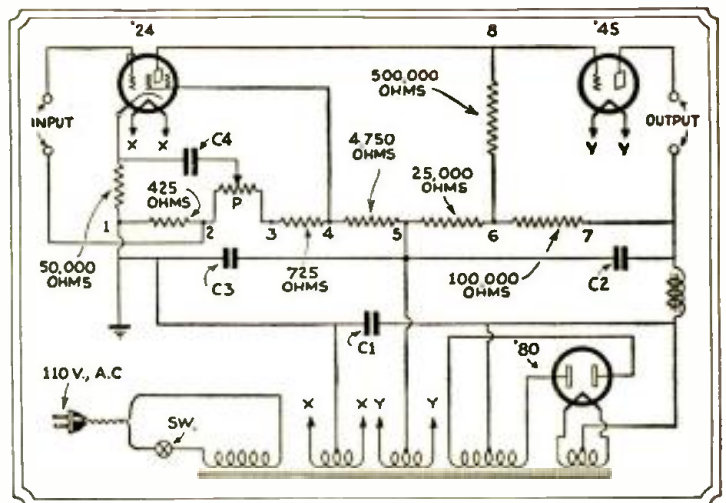 '24
8
'45
500,000
OHMS
INPUT
OUTPUT
X X
C4
Y Y
4,750
OHMS
425
OHMS
25,000
OHMS
P
1
2
3
4
5
6
7
50,000
OHMS
C3
725
OHMS
100,000
OHMS
C2
C1
'80
110 V., A.C
SW.
X
X
Y
Y